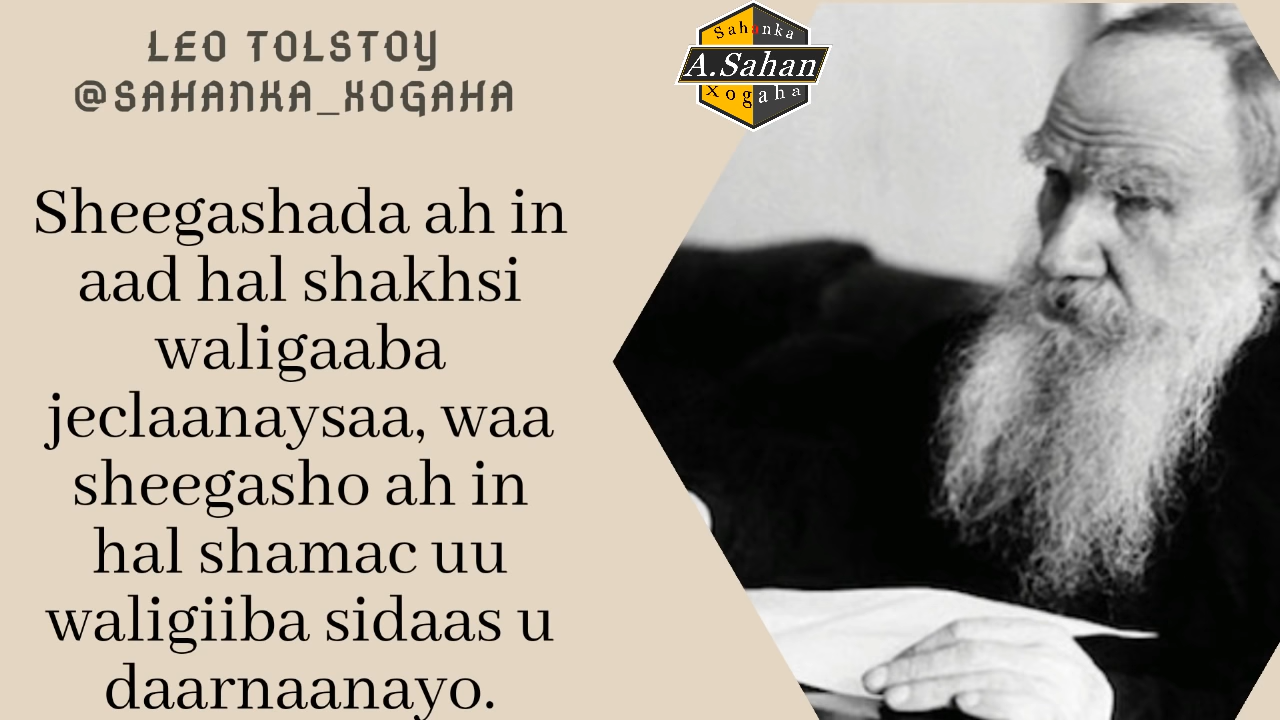 LEO TOLSTOY
@SAHANKA_XOGAHA
Sahanka
A.Sahan
Xogaha
Sheegashada ah in
aad hal shakhsi
waligaaba
jeclaanaysaa, waa
sheegasho ah in
hal shamac uu
waligiiba sidaas u
daarnaanayo.